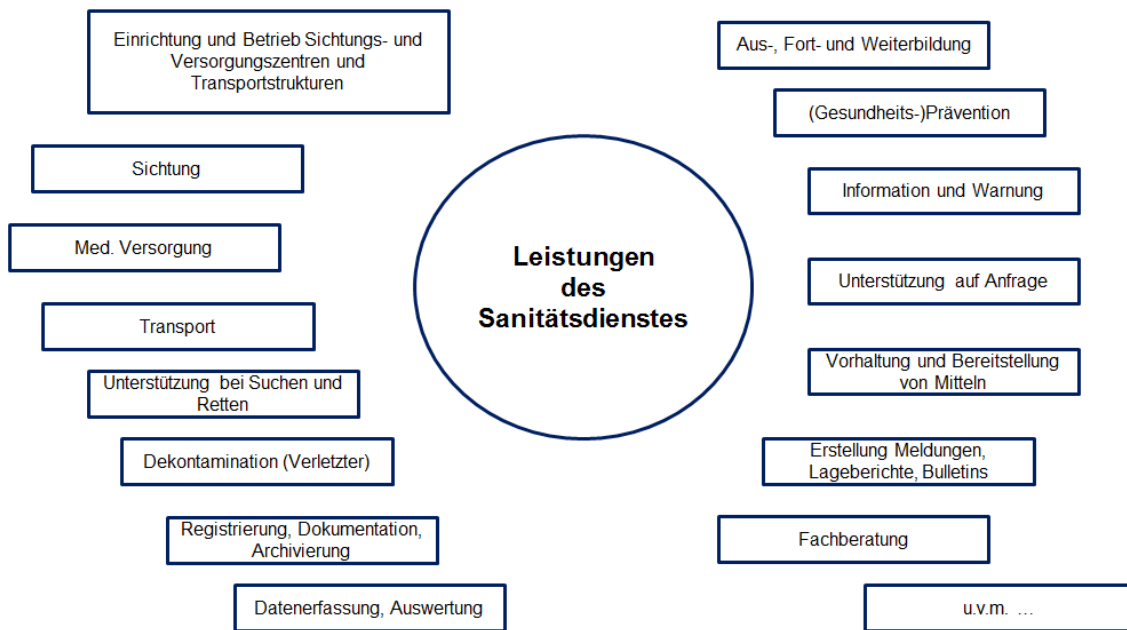 Einrichtung und Betrieb Sichtungs- und
Versorgungszentren und
Transportstrukturen
Sichtung
Med. Versorgung
Transport
Unterstützung bei Suchen und
Retten
Dekontamination (Verletzter)
Registrierung, Dokumentation,
Archivierung
Datenerfassung, Auswertung
Leistungen
des
Sanitätsdienstes
Aus-, Fort- und Weiterbildung
(Gesundheits-)Prävention
Information und Warnung
Unterstützung auf Anfrage
Vorhaltung und Bereitstellung
von Mitteln
Erstellung Meldungen,
Lageberichte, Bulletins
Fachberatung
u.v.m. ...